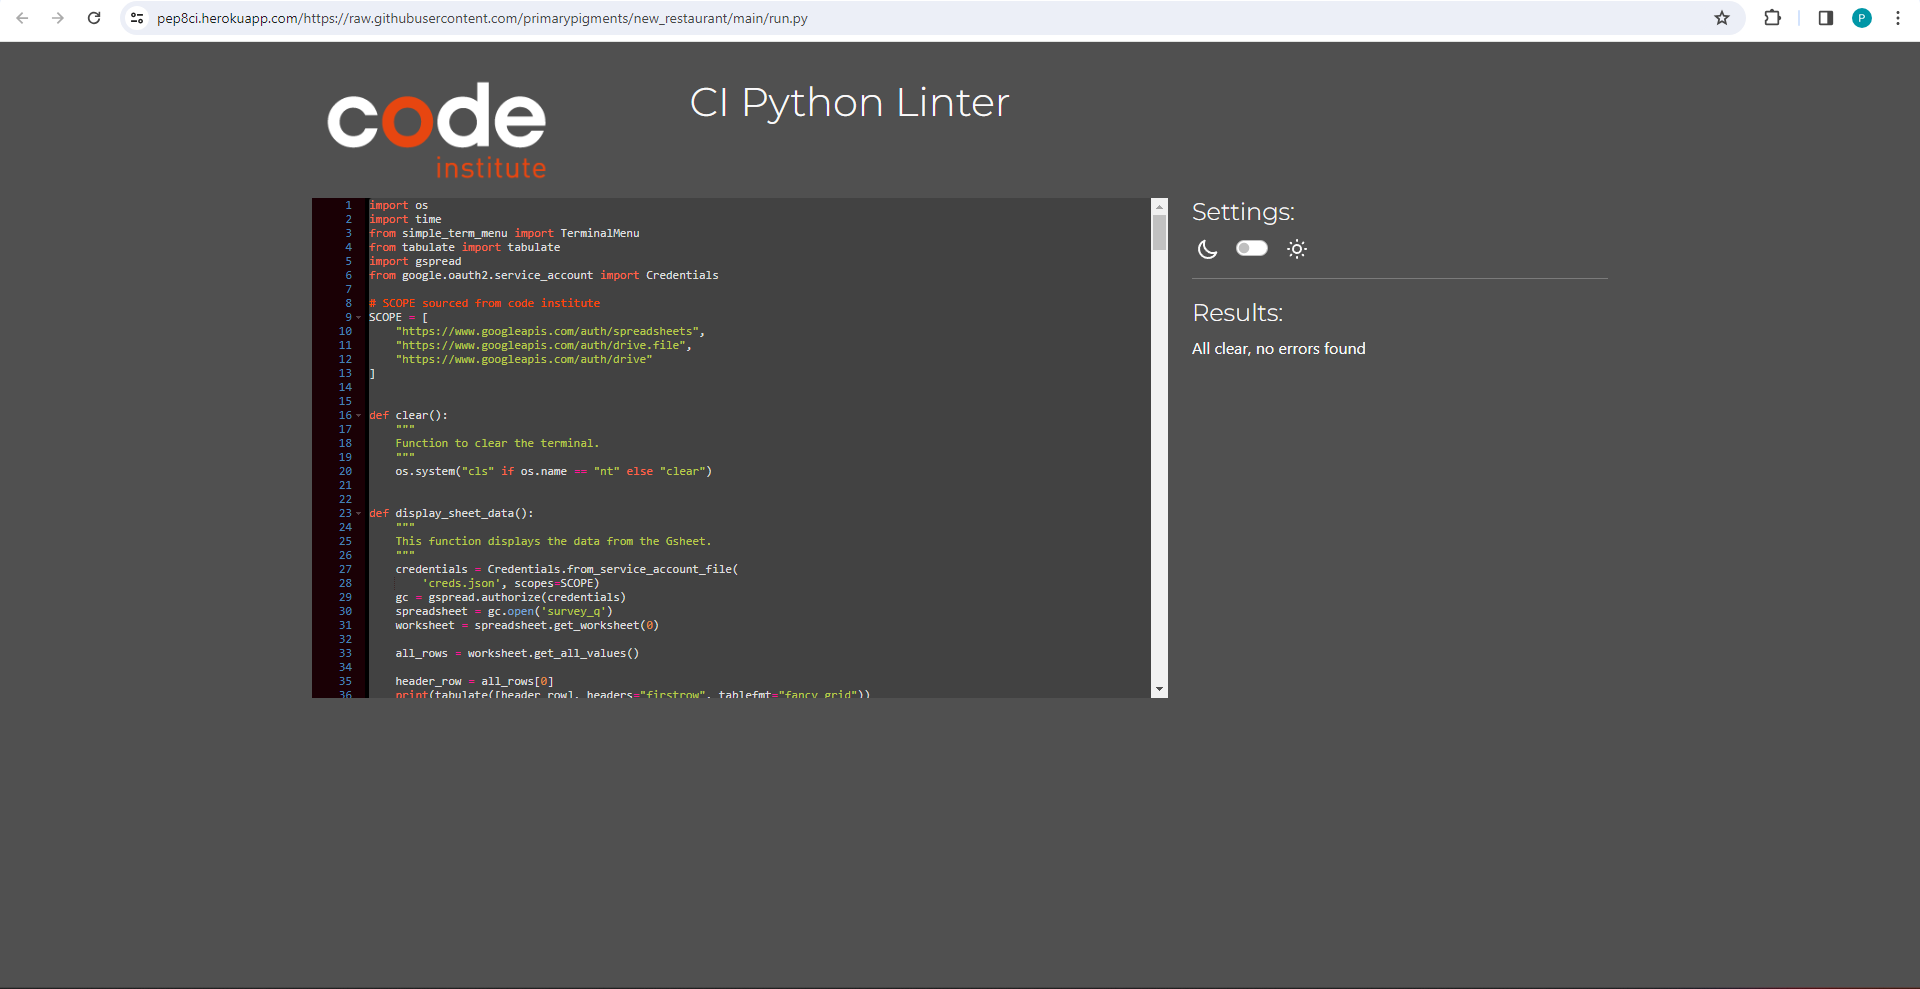 pep8ci.herokuapp.com/https://raw.githubusercontent.com/primarypigments/new_restaurant/main/run.py
P
code
institute
CI Python Linter
1 import os
2 import time
3 from simple_term_menu import TerminalMenu
4 from tabulate import tabulate
5 import gspread
6 from google.oauth2.service_account import Credentials
7
8 # SCOPE sourced from code institute
9 SCOPE = [
10     "https://www.googleapis.com/auth/spreadsheets",
11     "https://www.googleapis.com/auth/drive.file",
12     "https://www.googleapis.com/auth/drive"
13 ]
14
15
16 def clear():
17     """
18     Function to clear the terminal.
19     """
20     os.system("cls" if os.name == "nt" else "clear")
21
22
23 def display_sheet_data():
24     """
25     This function displays the data from the Gsheet.
26     """
27     credentials = Credentials.from_service_account_file(
28         'creds.json', scopes=SCOPE)
29     gc = gspread.authorize(credentials)
30     spreadsheet = gc.open('survey_q')
31     worksheet = spreadsheet.get_worksheet(0)
32
33     all_rows = worksheet.get_all_values()
34
35     header_row = all_rows[0]
36     print(tabulate([header_row], headers="firstrow", tablefmt="fancy_grid"))
Settings:
Results:
All clear, no errors found